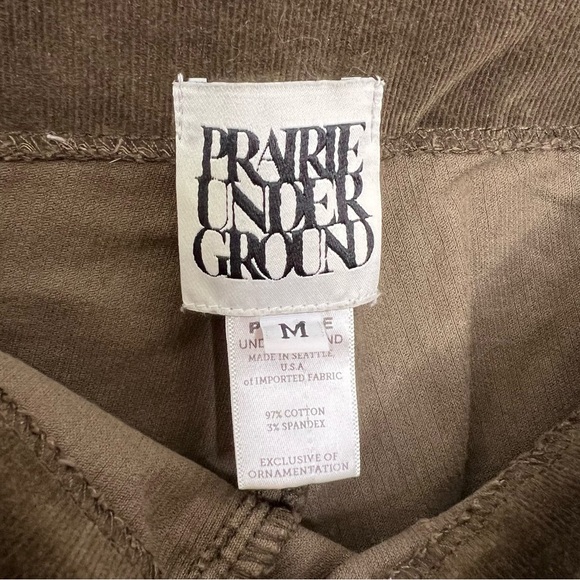 PRAIRIE
UNDER
GROUND
M
MADE IN SEATTLE,
U.S.A.
of IMPORTED FABRIC
97% COTTON
3% SPANDEX
EXCLUSIVE OF
ORNAMENTATION